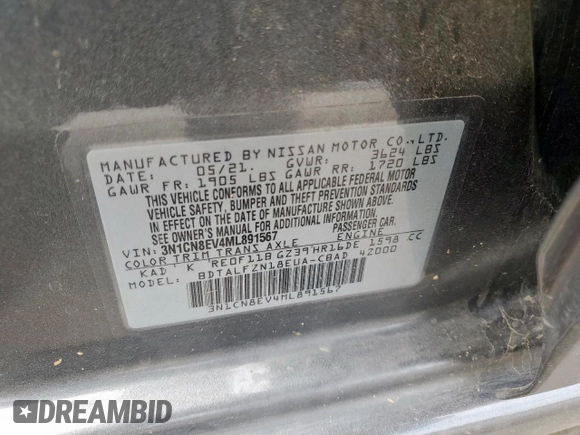 MANUFACTURED BY NISSAN MOTOR CO.,LTD.
DATE: 05/21. GVWR: 3624 LBS
GAWR FR: 1905 LBS GAWR RR: 1720 LBS
THIS VEHICLE CONFORMS TO ALL APPLICABLE FEDERAL MOTOR
VEHICLE SAFETY, BUMPER AND THEFT PREVENTION STANDARDS
IN EFFECT ON THE DATE OF MANUFACTURE SHOWN ABOVE.
SEE OWNER'S MANUAL FOR ADDITIONAL INFORMATION.
VIN: 3N1CN8EV4ML891567 PASSENGER CAR.
COLOR TRIM TRANS AXLE ENGINE
KAD K RE0F11B GZ39 HR16DE 1598 CC
MODEL: BDTALFZN18EUA-CBAD 42000
3N1CN8EV4ML891567
DREAMBID